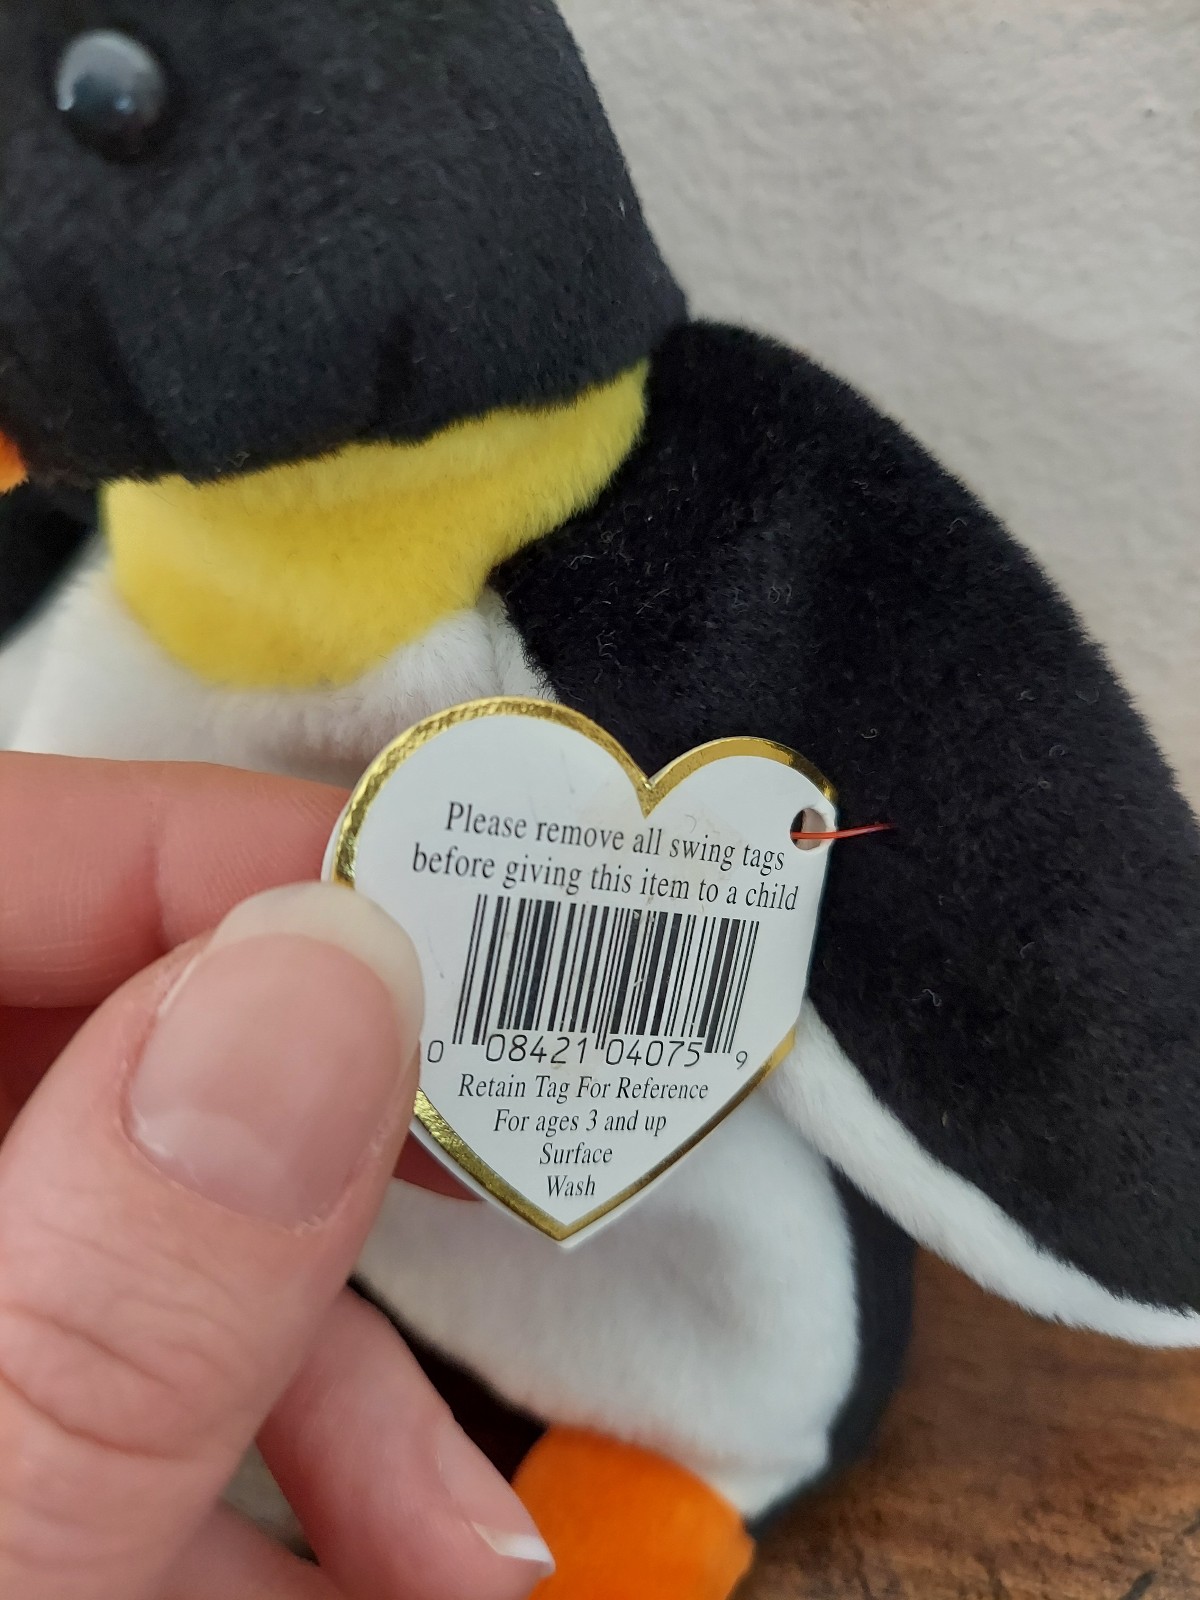 Please remove all swing tags
before giving this item to a child
0 08421 04075 9
Retain Tag For Reference
For ages 3 and up
Surface
Wash